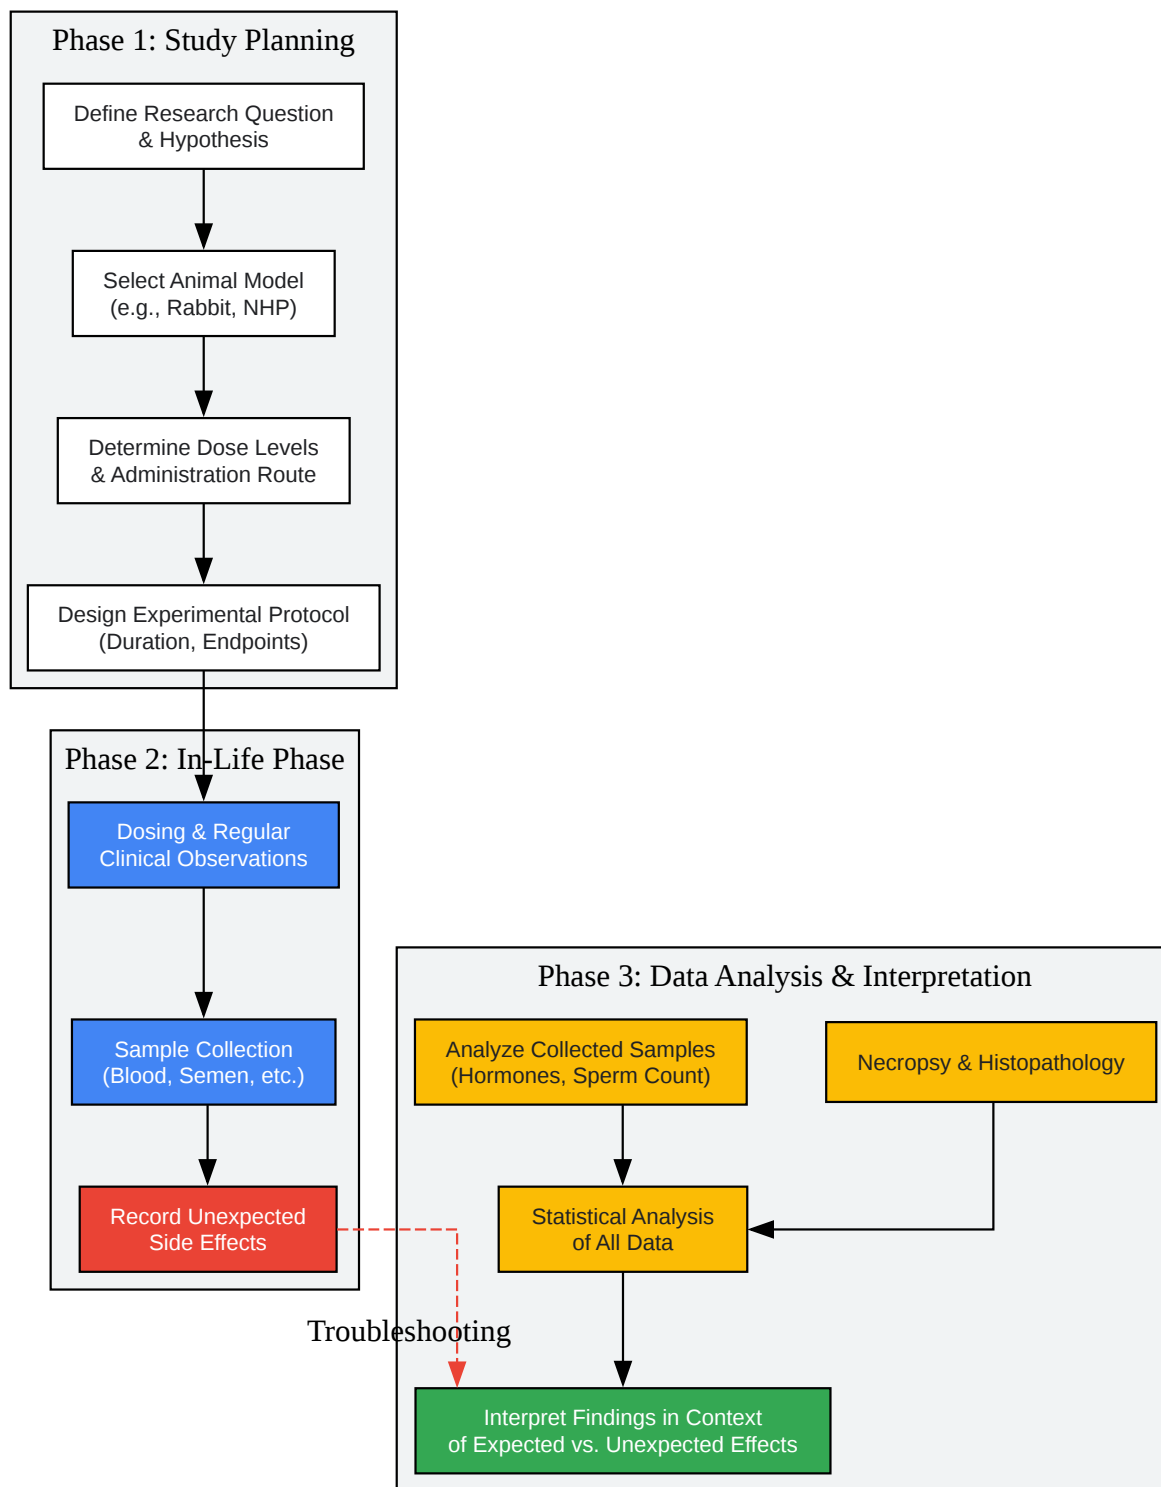 Phase 1: Study Planning
Define Research Question
& Hypothesis
Select Animal Model
(e.g., Rabbit, NHP)
Determine Dose Levels
& Administration Route
Design Experimental Protocol
(Duration, Endpoints)
Phase 2: In-Life Phase
Dosing & Regular
Clinical Observations
Sample Collection
(Blood, Semen, etc.)
Record Unexpected
Side Effects
Troubleshooting
Phase 3: Data Analysis & Interpretation
Analyze Collected Samples
(Hormones, Sperm Count)
Necropsy & Histopathology
Statistical Analysis
of All Data
Interpret Findings in Context
of Expected vs. Unexpected Effects